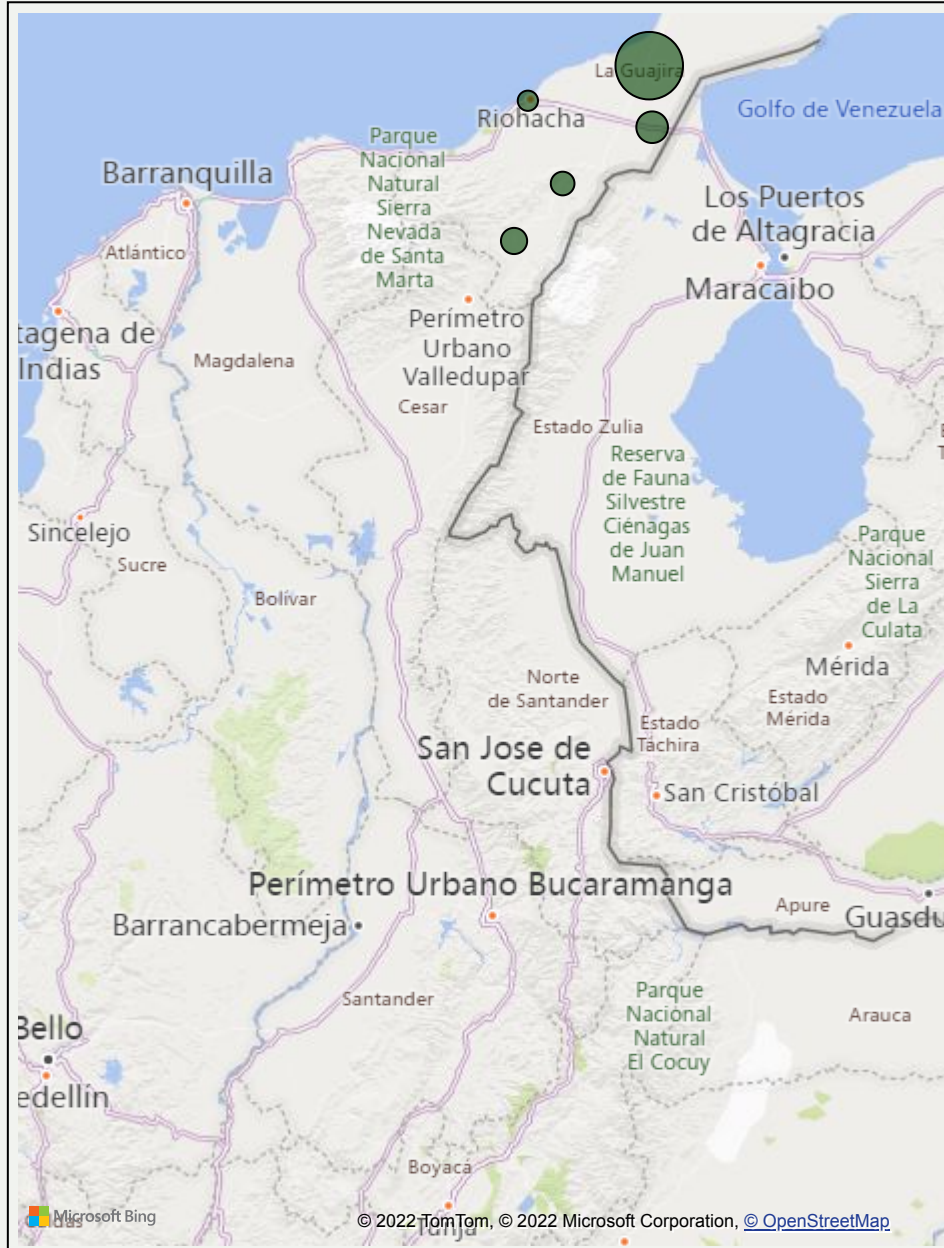 La Guajira
Golfo de Venezuela
Riohacha
Parque
Nacional
Natural
Sierra
Nevada
de Santa
Marta
Barranquilla
Los Puertos
de Altagracia
Atlántico
Maracaibo
tagena de
Indias
Perímetro
Urbano
Valledupar
Magdalena
Cesar
Estado Zulia
Reserva
de Fauna
Silvestre
Ciénagas
de Juan
Manuel
Sincelejo
Sucre
Parque
Nacional
Sierra
de La
Culata
Bolívar
Mérida
Norte
de Santander
Estado
Mérida
Estado
Táchira
San Jose de
Cucuta
San Cristóbal
Perímetro Urbano Bucaramanga
Barrancabermeja
Apure
Guasdu
Santander
Parque
Nacional
Natural
El Cocuy
Arauca
Bello
edellín
Boyacá
Tunja
Microsoft Bing
© 2022 TomTom, © 2022 Microsoft Corporation, © OpenStreetMap